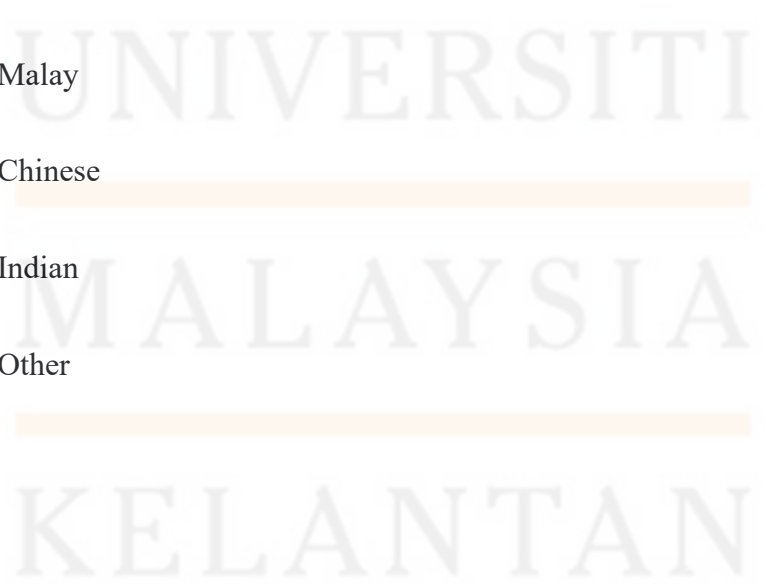 UNIVERSITI
Malay
Chinese
Indian
MALAYSIA
Other
KELANTAN